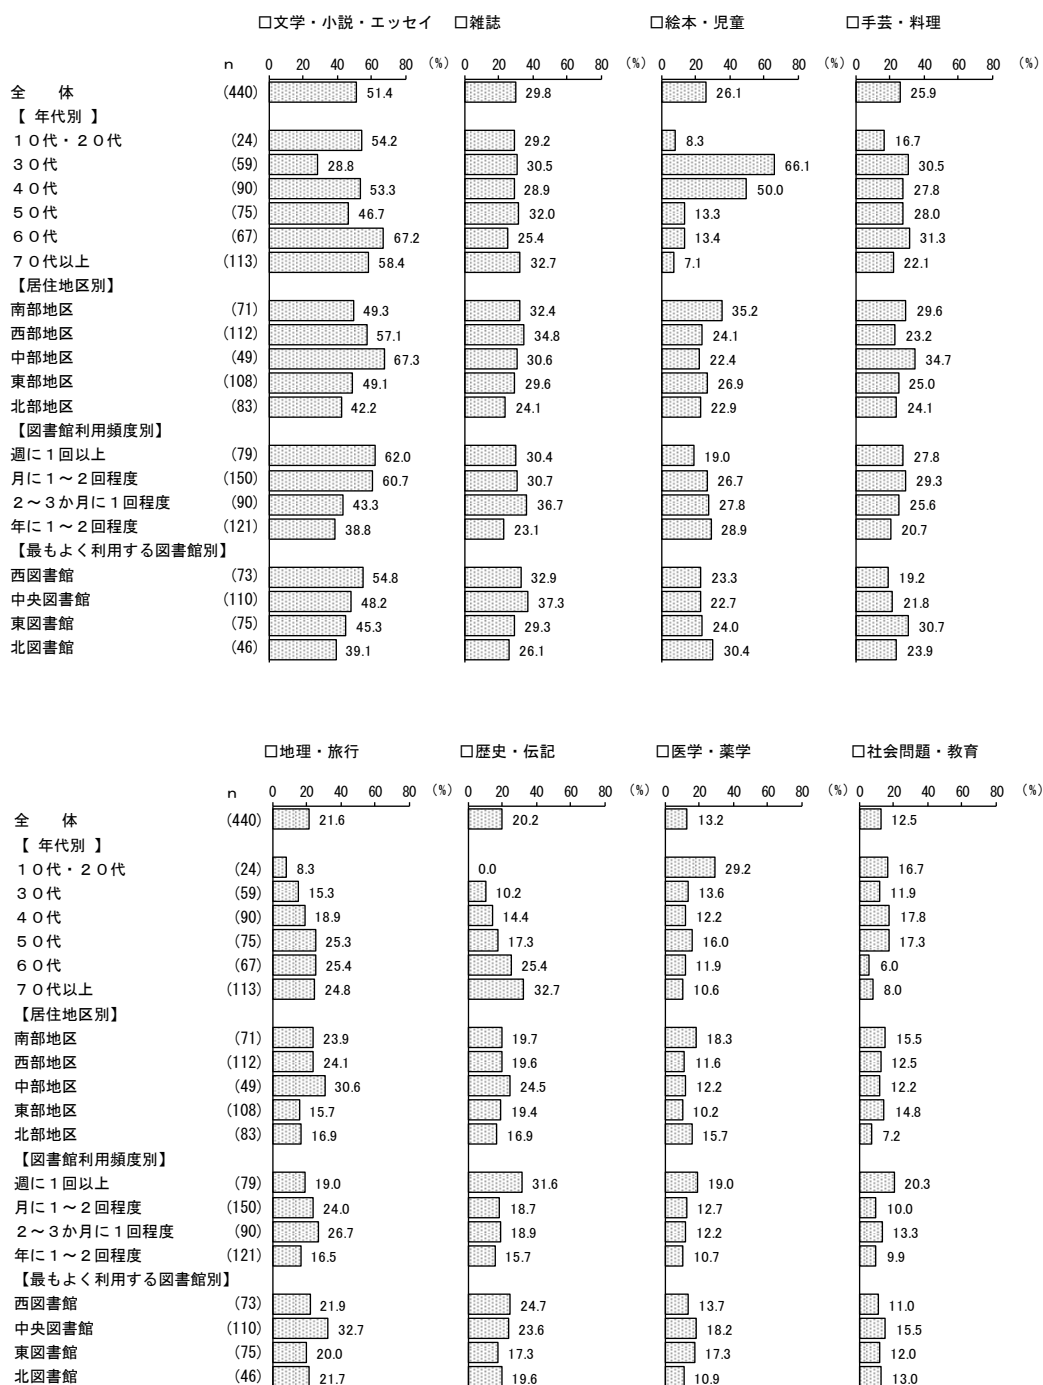 □文学・小説・エッセイ □雑誌 □絵本・児童 □手芸・料理
n 0 20 40 60 80 (%) 0 20 40 60 80 (%) 0 20 40 60 80 (%) 0 20 40 60 80 (%)
全　体 (440) 51.4 29.8 26.1 25.9
【 年代別 】
１０代・２０代 (24) 54.2 29.2 8.3 16.7
３０代 (59) 28.8 30.5 66.1 30.5
４０代 (90) 53.3 28.9 50.0 27.8
５０代 (75) 46.7 32.0 13.3 28.0
６０代 (67) 67.2 25.4 13.4 31.3
７０代以上 (113) 58.4 32.7 7.1 22.1
【居住地区別】
南部地区 (71) 49.3 32.4 35.2 29.6
西部地区 (112) 57.1 34.8 24.1 23.2
中部地区 (49) 67.3 30.6 22.4 34.7
東部地区 (108) 49.1 29.6 26.9 25.0
北部地区 (83) 42.2 24.1 22.9 24.1
【図書館利用頻度別】
週に１回以上 (79) 62.0 30.4 19.0 27.8
月に１～２回程度 (150) 60.7 30.7 26.7 29.3
２～３か月に１回程度 (90) 43.3 36.7 27.8 25.6
年に１～２回程度 (121) 38.8 23.1 28.9 20.7
【最もよく利用する図書館別】
西図書館 (73) 54.8 32.9 23.3 19.2
中央図書館 (110) 48.2 37.3 22.7 21.8
東図書館 (75) 45.3 29.3 24.0 30.7
北図書館 (46) 39.1 26.1 30.4 23.9
□地理・旅行 □歴史・伝記 □医学・薬学 □社会問題・教育
n 0 20 40 60 80 (%) 0 20 40 60 80 (%) 0 20 40 60 80 (%) 0 20 40 60 80 (%)
全　体 (440) 21.6 20.2 13.2 12.5
【 年代別 】
１０代・２０代 (24) 8.3 0.0 29.2 16.7
３０代 (59) 15.3 10.2 13.6 11.9
４０代 (90) 18.9 14.4 12.2 17.8
５０代 (75) 25.3 17.3 16.0 17.3
６０代 (67) 25.4 25.4 11.9 6.0
７０代以上 (113) 24.8 32.7 10.6 8.0
【居住地区別】
南部地区 (71) 23.9 19.7 18.3 15.5
西部地区 (112) 24.1 19.6 11.6 12.5
中部地区 (49) 30.6 24.5 12.2 12.2
東部地区 (108) 15.7 19.4 10.2 14.8
北部地区 (83) 16.9 16.9 15.7 7.2
【図書館利用頻度別】
週に１回以上 (79) 19.0 31.6 19.0 20.3
月に１～２回程度 (150) 24.0 18.7 12.7 10.0
２～３か月に１回程度 (90) 26.7 18.9 12.2 13.3
年に１～２回程度 (121) 16.5 15.7 10.7 9.9
【最もよく利用する図書館別】
西図書館 (73) 21.9 24.7 13.7 11.0
中央図書館 (110) 32.7 23.6 18.2 15.5
東図書館 (75) 20.0 17.3 17.3 12.0
北図書館 (46) 21.7 19.6 10.9 13.0